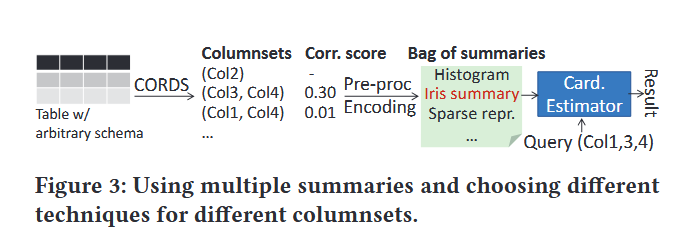 Columnsets Corr. score Bag of summaries
CORDS
(Col2) -
(Col3, Col4) 0.30
(Col1, Col4) 0.01
...
Table w/
arbitrary schema
Pre-proc
Encoding
Histogram
Iris summary
Sparse repr.
...
Card.
Estimator
Result
Query (Col1,3,4)
Figure 3: Using multiple summaries and choosing different
techniques for different columnsets.